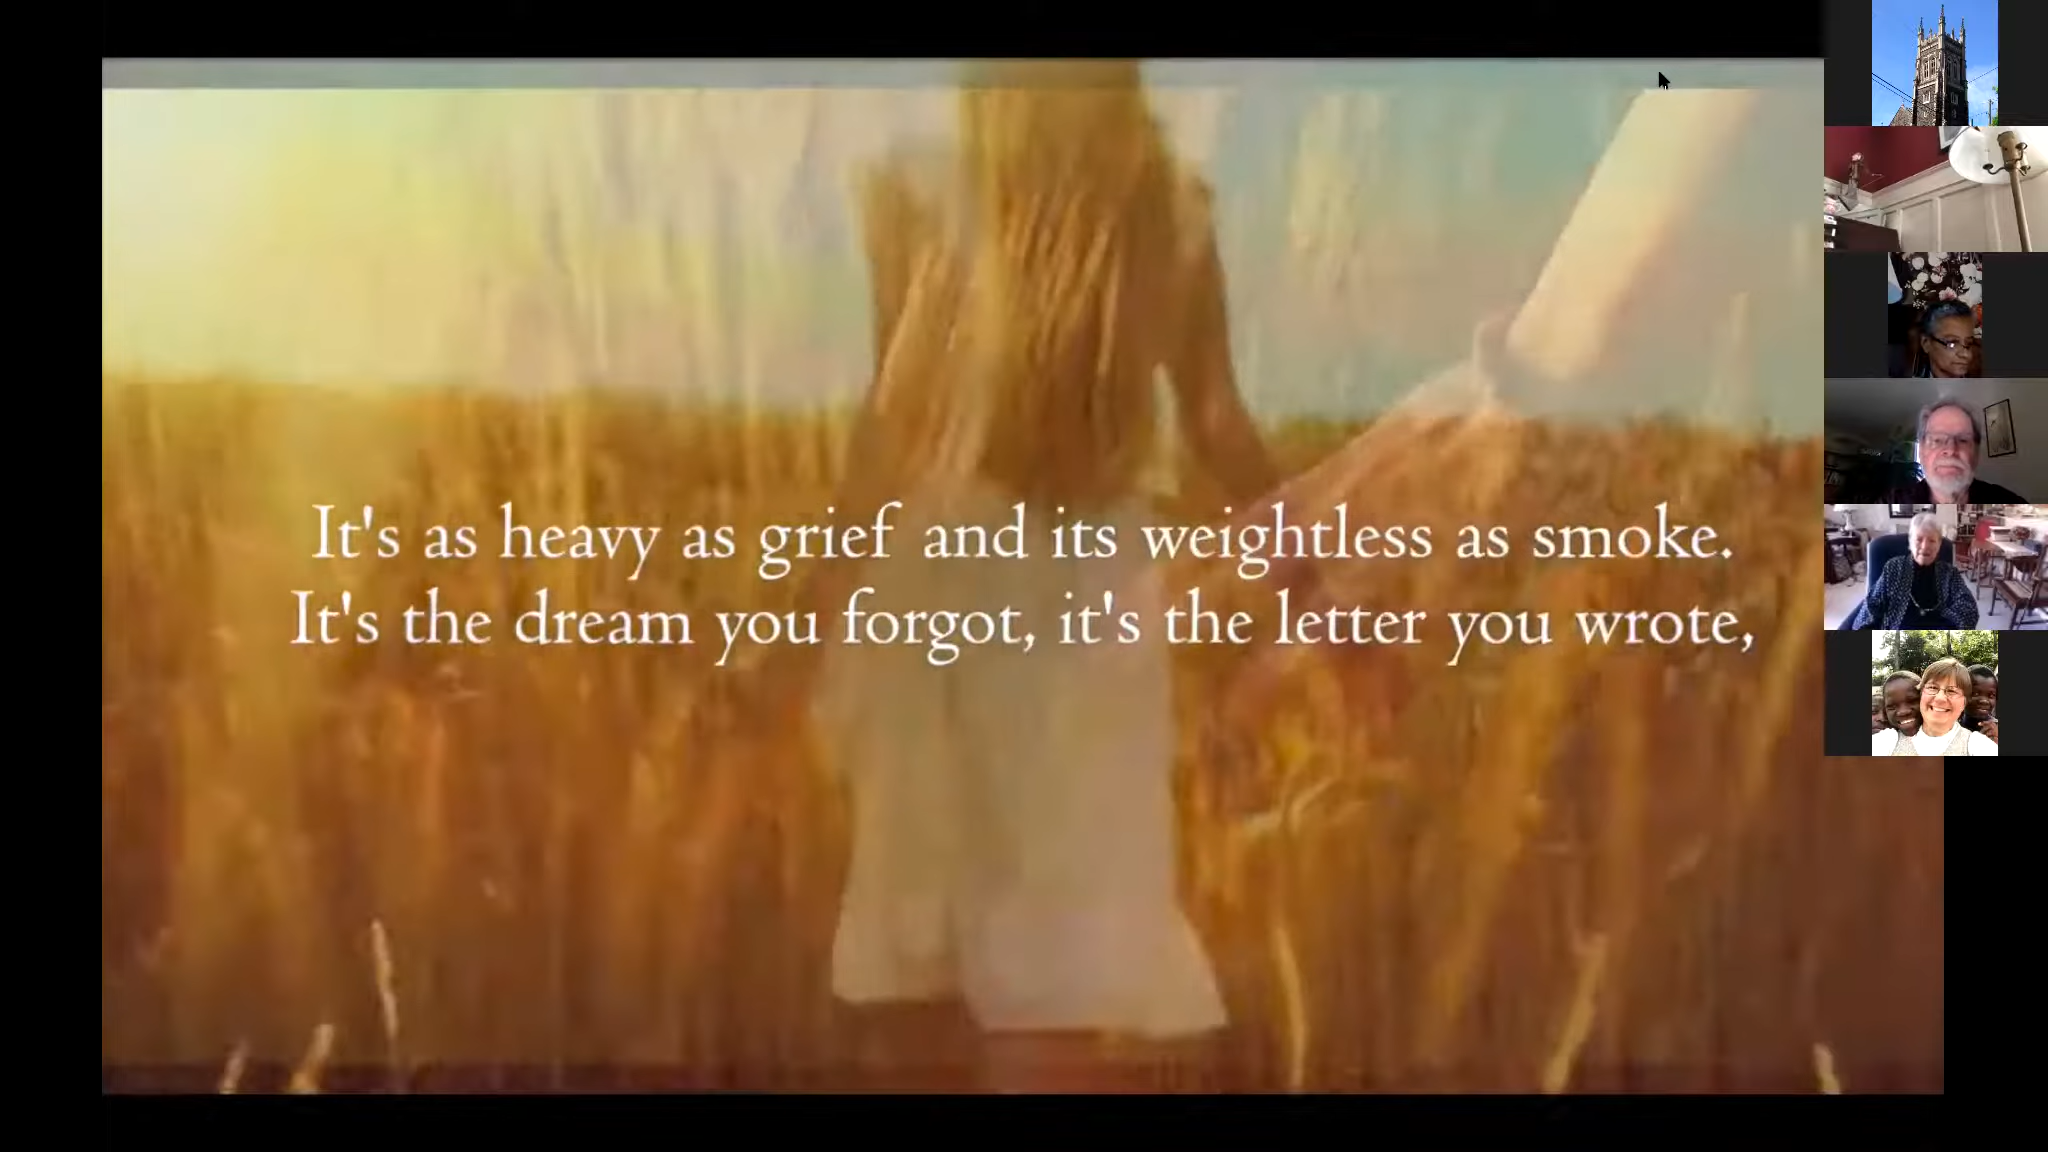 It's as heavy as grief and its weightless as smoke.
It's the dream you forgot, it's the letter you wrote,